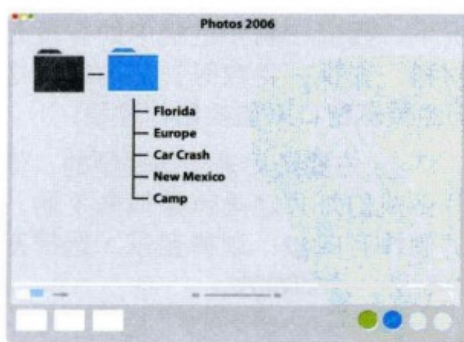 Photos 2006
Florida
Europe
Car Crash
New Mexico
Camp